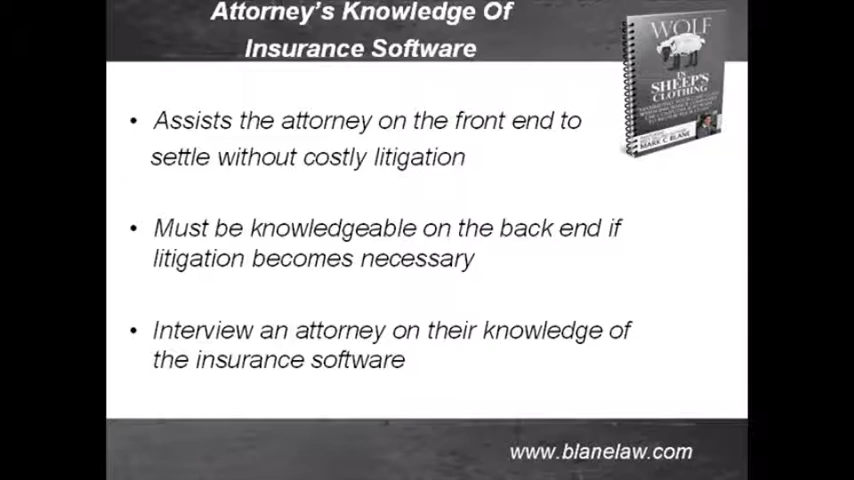 Attorney's Knowledge Of
Insurance Software
WOLF
IN
SHEEP'S
CLOTHING
MARK C BLANE
• Assists the attorney on the front end to
settle without costly litigation
• Must be knowledgeable on the back end if
litigation becomes necessary
• Interview an attorney on their knowledge of
the insurance software
www.blanelaw.com